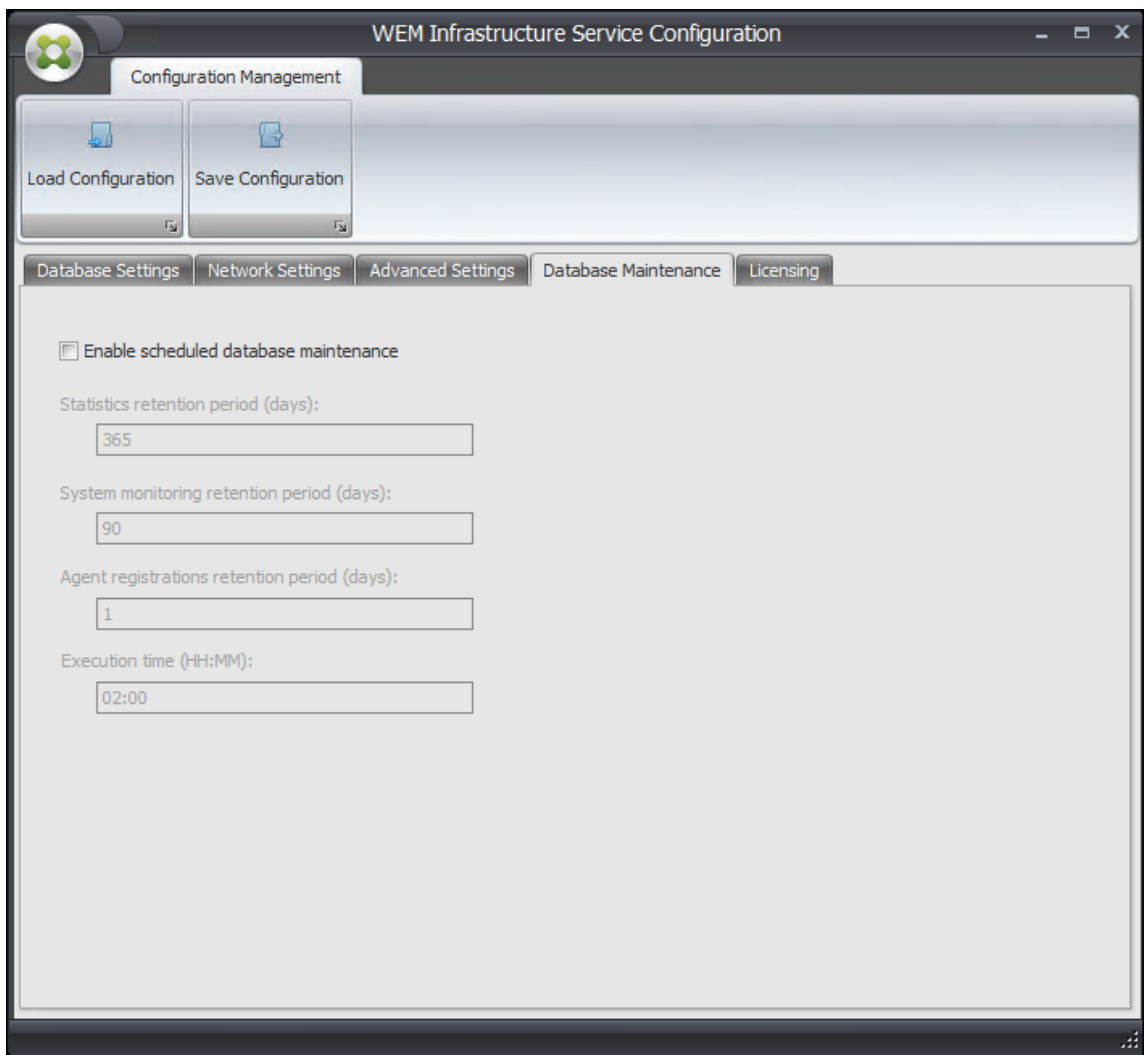 WEM Infrastructure Service Configuration
Configuration Management
Load Configuration
Save Configuration
Database Settings
Network Settings
Advanced Settings
Database Maintenance
Licensing
Enable scheduled database maintenance
Statistics retention period (days):
365
System monitoring retention period (days):
90
Agent registrations retention period (days):
1
Execution time (HH:MM):
02:00